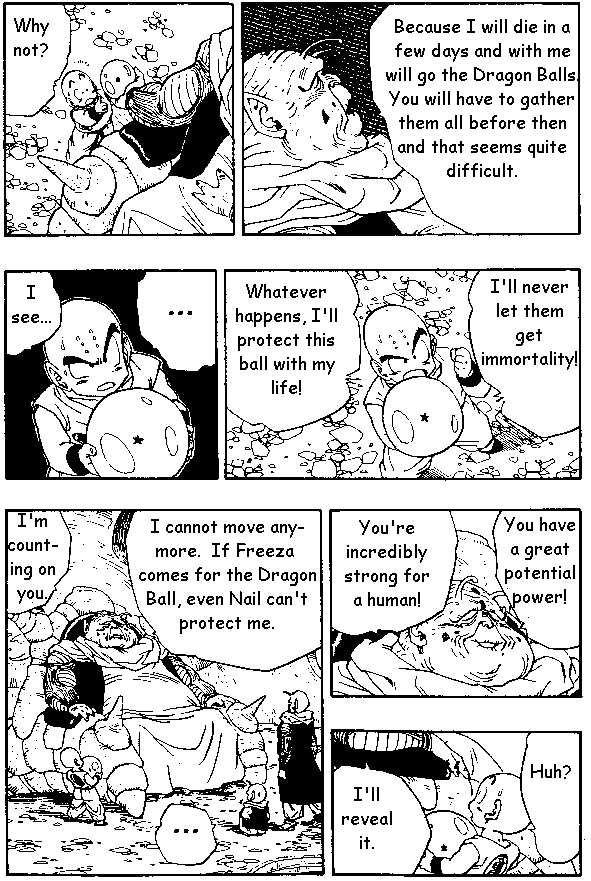 Why
not?
Because I will die in a
few days and with me
will go the Dragon Balls.
You will have to gather
them all before then
and that seems quite
difficult.
I
see...
...
Whatever
happens, I'll
protect this
ball with my
life!
I'll never
let them
get
immortality!
I'm
count-
ing on
you.
I cannot move any-
more. If Freeza
comes for the Dragon
Ball, even Nail can't
protect me.
...
You're
incredibly
strong for
a human!
You have
a great
potential
power!
I'll
reveal
it.
Huh?